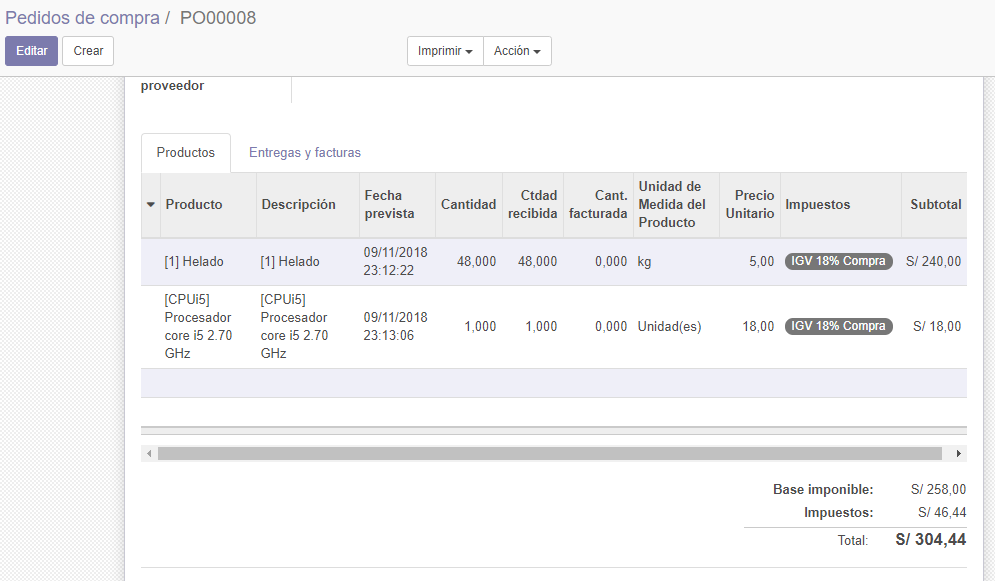 Pedidos de compra / PO00008
Editar Crear Imprimir Acción
proveedor
Productos Entregas y facturas
Producto Descripción Fecha prevista Cantidad Ctdad recibida Cant. facturada Unidad de Medida del Producto Precio Unitario Impuestos Subtotal
[1] Helado [1] Helado 09/11/2018 23:12:22 48,000 48,000 0,000 kg 5,00 IGV 18% Compra S/ 240,00
[CPUi5] Procesador core i5 2.70 GHz [CPUi5] Procesador core i5 2.70 GHz 09/11/2018 23:13:06 1,000 1,000 0,000 Unidad(es) 18,00 IGV 18% Compra S/ 18,00
Base imponible: S/ 258,00
Impuestos: S/ 46,44
Total: S/ 304,44